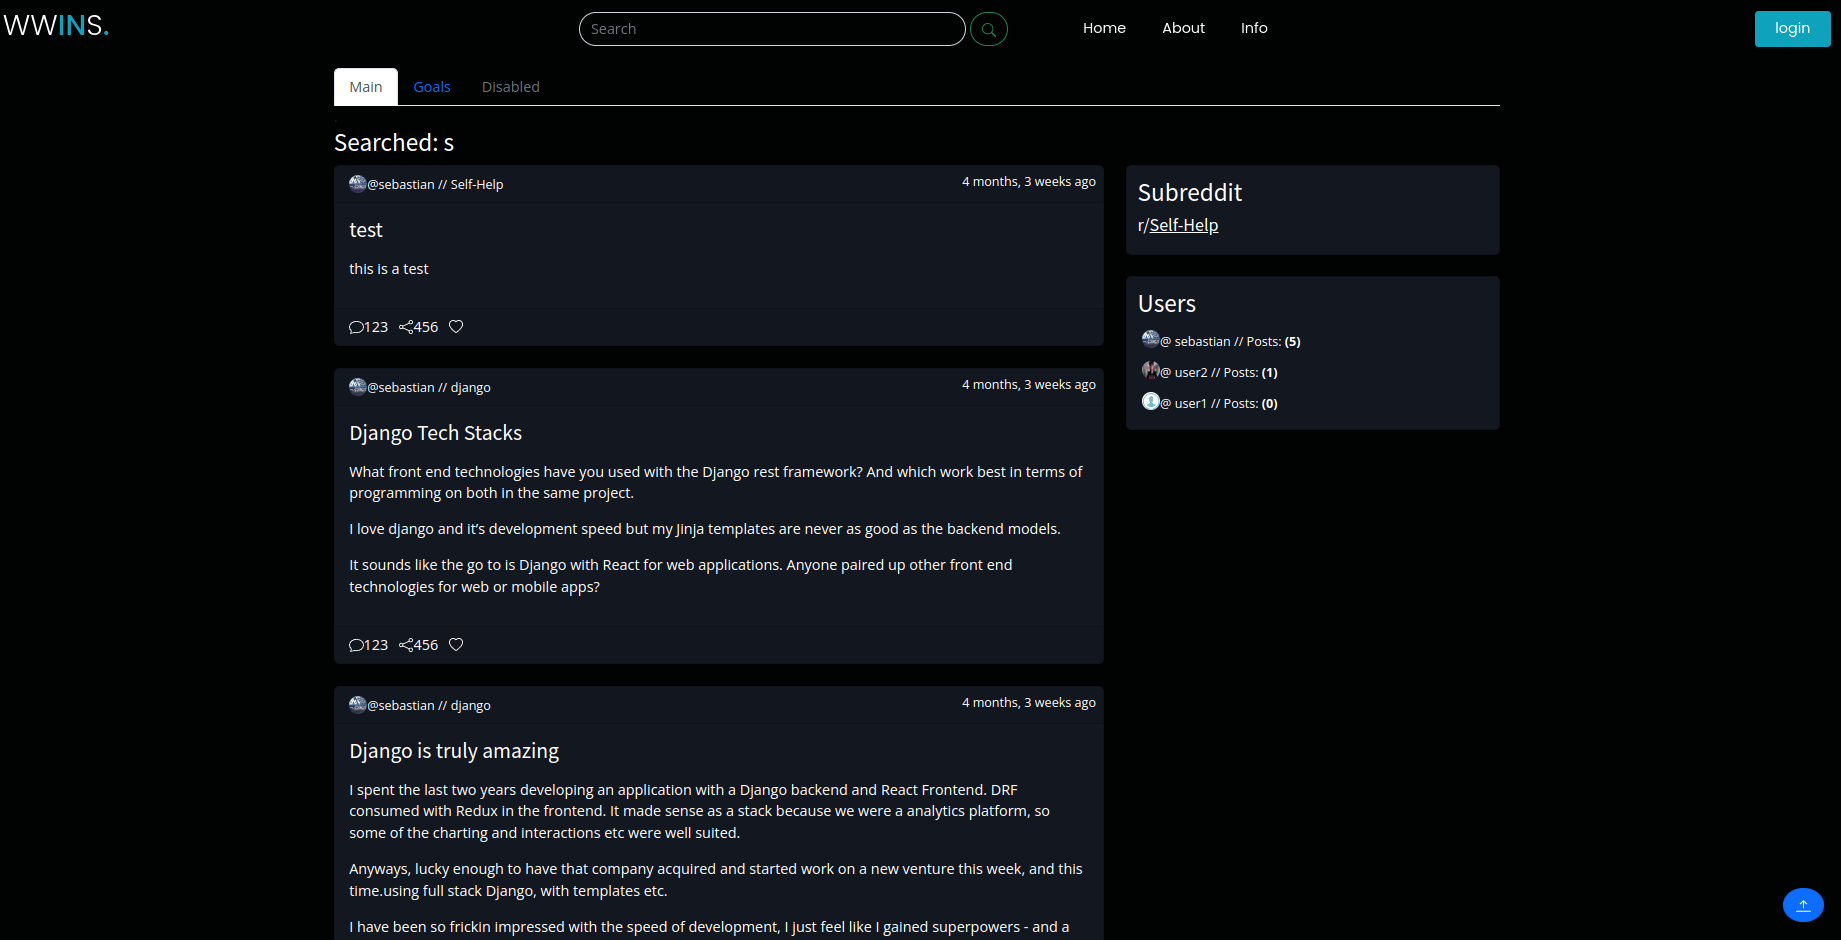 WWINS.
Search
Home About Info
login
Main Goals Disabled
Searched: s
@sebastian // Self-Help 4 months, 3 weeks ago
test
this is a test
123 456
@sebastian // django 4 months, 3 weeks ago
Django Tech Stacks
What front end technologies have you used with the Django rest framework? And which work best in terms of
programming on both in the same project.
I love django and it’s development speed but my Jinja templates are never as good as the backend models.
It sounds like the go to is Django with React for web applications. Anyone paired up other front end
technologies for web or mobile apps?
123 456
@sebastian // django 4 months, 3 weeks ago
Django is truly amazing
I spent the last two years developing an application with a Django backend and React Frontend. DRF
consumed with Redux in the frontend. It made sense as a stack because we were a analytics platform, so
some of the charting and interactions etc were well suited.
Anyways, lucky enough to have that company acquired and started work on a new venture this week, and this
time.using full stack Django, with templates etc.
I have been so frickin impressed with the speed of development, I just feel like I gained superpowers - and a
Subreddit
r/Self-Help
Users
@ sebastian // Posts: (5)
@ user2 // Posts: (1)
@ user1 // Posts: (0)